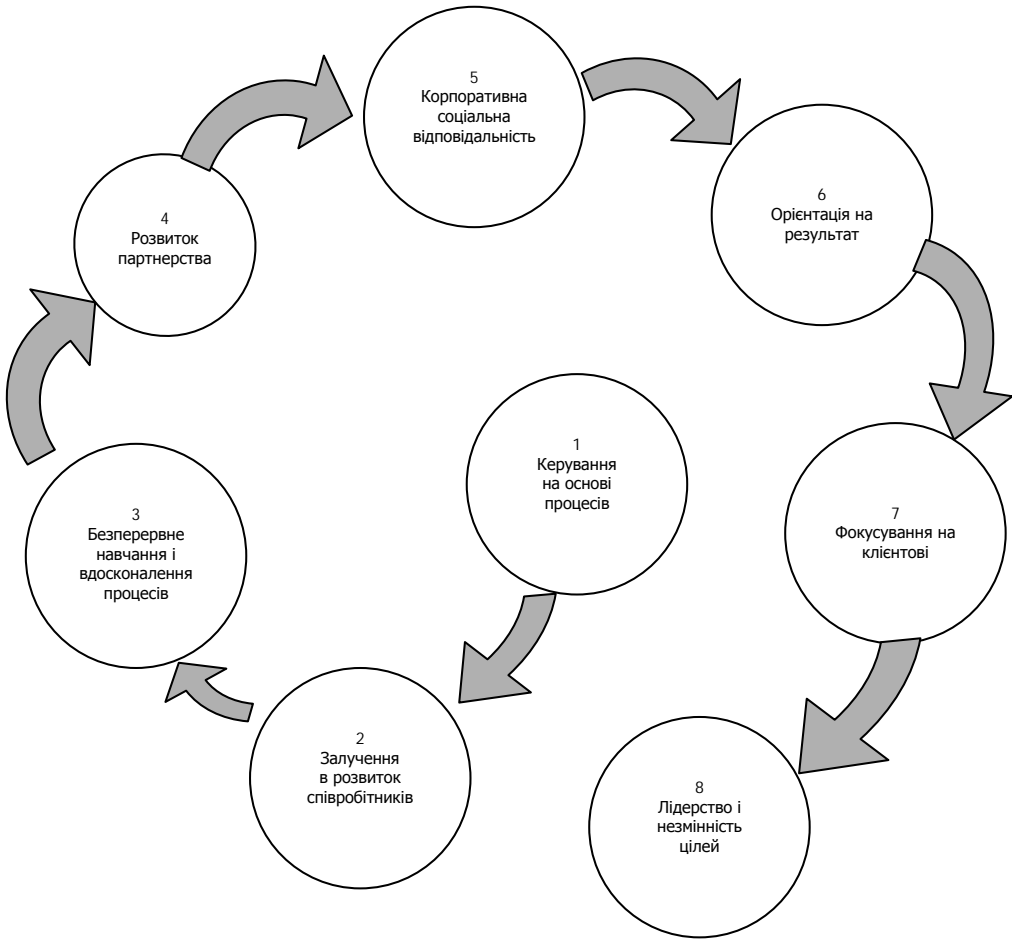 1
Керування
на основі
процесів
2
Залучення
в розвиток
співробітників
3
Безперервне
навчання і
вдосконалення
процесів
4
Розвиток
партнерства
5
Корпоративна
соціальна
відповідальність
6
Орієнтація на
результат
7
Фокусування на
клієнтові
8
Лідерство і
незмінність
цілей